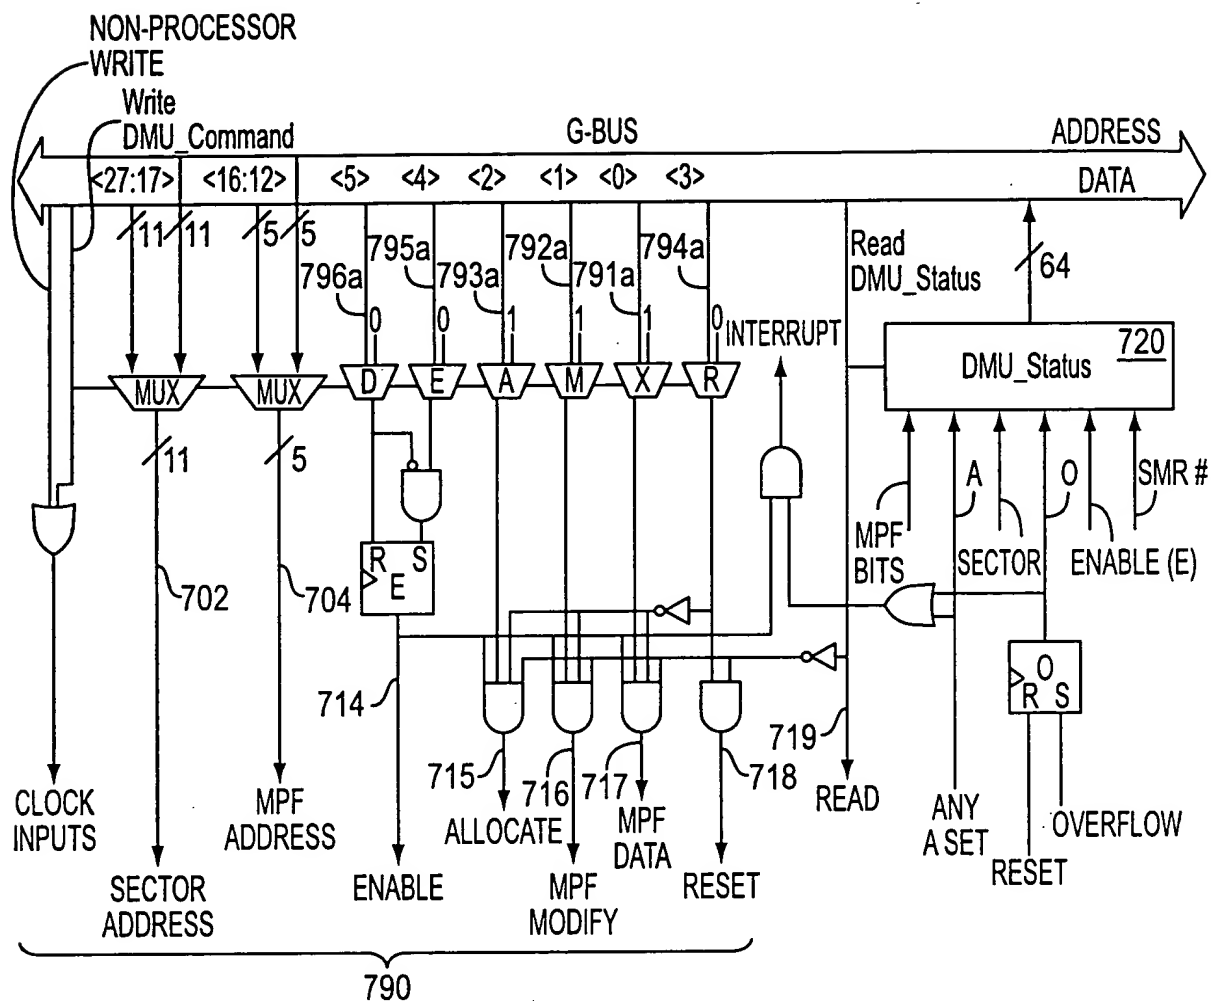 NON-PROCESSOR
WRITE
Write
DMU_Command
G-BUS
ADDRESS
<27:17>
<16:12>
<5>
<4>
<2>
<1>
<0>
<3>
DATA
11
11
5
5
796a
795a
793a
792a
791a
794a
Read
DMU_Status
64
0
0
1
1
1
0
INTERRUPT
DMU_Status
720
MUX
MUX
D
E
A
M
X
R
11
5
A
O
SMR #
MPF
BITS
SECTOR
ENABLE (E)
R S
E
702
704
O
R S
714
715
716
717
718
719
CLOCK
INPUTS
MPF
ADDRESS
ALLOCATE
MPF
DATA
READ
ANY
A SET
OVERFLOW
RESET
SECTOR
ADDRESS
ENABLE
MPF
MODIFY
RESET
790